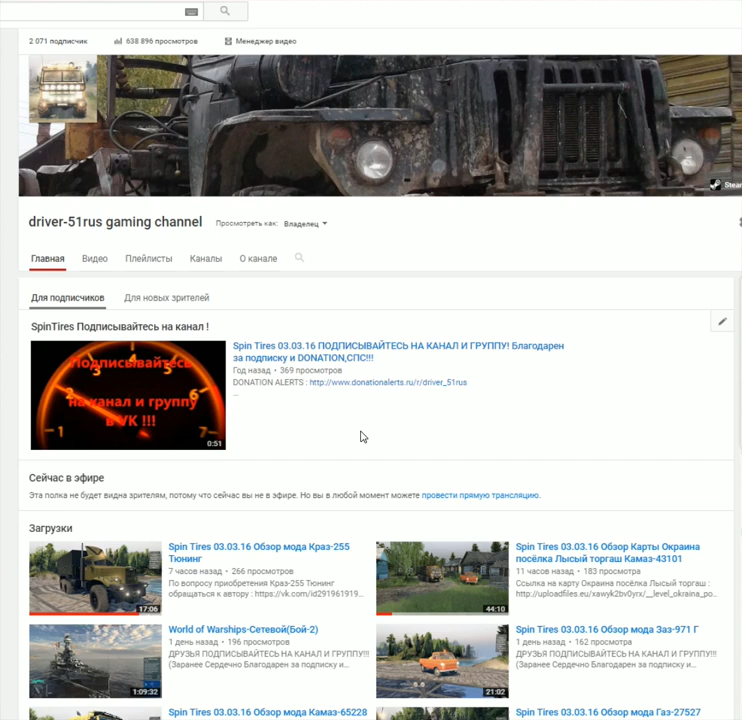 2 071 подписчик 638 896 просмотров Менеджер видео
Steam
driver-51rus gaming channel Просмотреть как: Владелец
Главная Видео Плейлисты Каналы О канале
Для подписчиков Для новых зрителей
SpinTires Подписывайтесь на канал !
Подписывайтесь
на канал и группу
в УК !!!
0:51
Spin Tires 03.03.16 ПОДПИСЫВАЙТЕСЬ НА КАНАЛ И ГРУППУ! Благодарен
за подписку и DONATION,СПС!!!
Год назад • 369 просмотров
DONATION ALERTS : http://www.donationalerts.ru/r/driver_51rus
...
Сейчас в эфире
Эта полка не будет видна зрителям, потому что сейчас вы не в эфире. Но вы в любой момент можете провести прямую трансляцию.
Загрузки
17:06
Spin Tires 03.03.16 Обзор мода Краз-255
Тюнинг
7 часов назад • 266 просмотров
По вопросу приобретения Краз-255 Тюнинг
обращаться к автору : https://vk.com/id291961919...
44:10
Spin Tires 03.03.16 Обзор Карты Окраина
посёлка Лысый торгаш Камаз-43101
11 часов назад • 183 просмотра
Ссылка на карту Окраина посёлка Лысый торгаш :
http://uploadfiles.eu/xawyk2bv0yrx/__level_okraina_po...
1:09:32
World of Warships-Сетевой(Бой-2)
1 день назад • 196 просмотров
ДРУЗЬЯ ПОДПИСЫВАЙТЕСЬ НА КАНАЛ И ГРУППУ!!!
(Заранее Сердечно Благодарен за подписку и...
21:02
Spin Tires 03.03.16 Обзор мода Заз-971 Г
1 день назад • 162 просмотра
ДРУЗЬЯ ПОДПИСЫВАЙТЕСЬ НА КАНАЛ И ГРУППУ!!!
(Заранее Сердечно Благодарен за подписку и...
Spin Tires 03.03.16 Обзор мода Камаз-65228
Spin Tires 03.03.16 Обзор мода Газ-27527